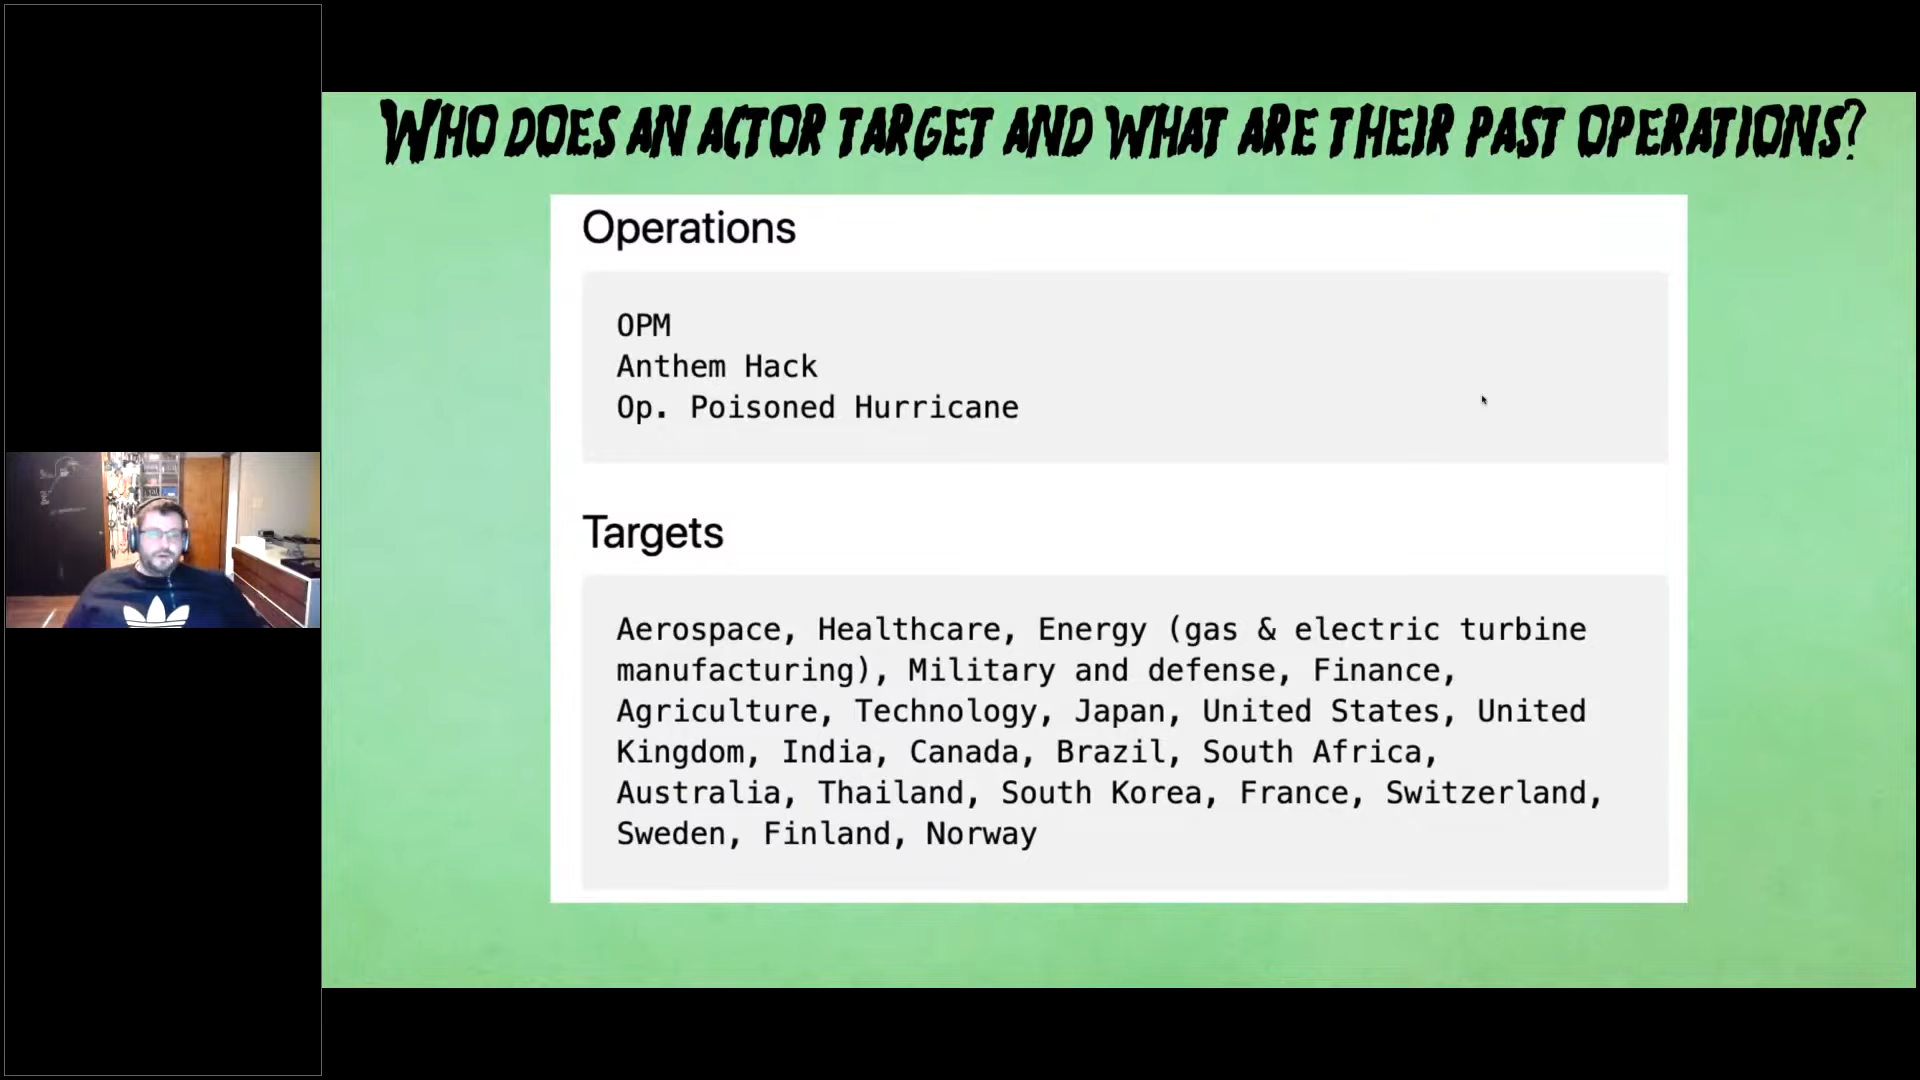 WHO DOES AN ACTOR TARGET AND WHAT ARE THEIR PAST OPERATIONS?
Operations
OPM
Anthem Hack
Op. Poisoned Hurricane
Targets
Aerospace, Healthcare, Energy (gas & electric turbine
manufacturing), Military and defense, Finance,
Agriculture, Technology, Japan, United States, United
Kingdom, India, Canada, Brazil, South Africa,
Australia, Thailand, South Korea, France, Switzerland,
Sweden, Finland, Norway